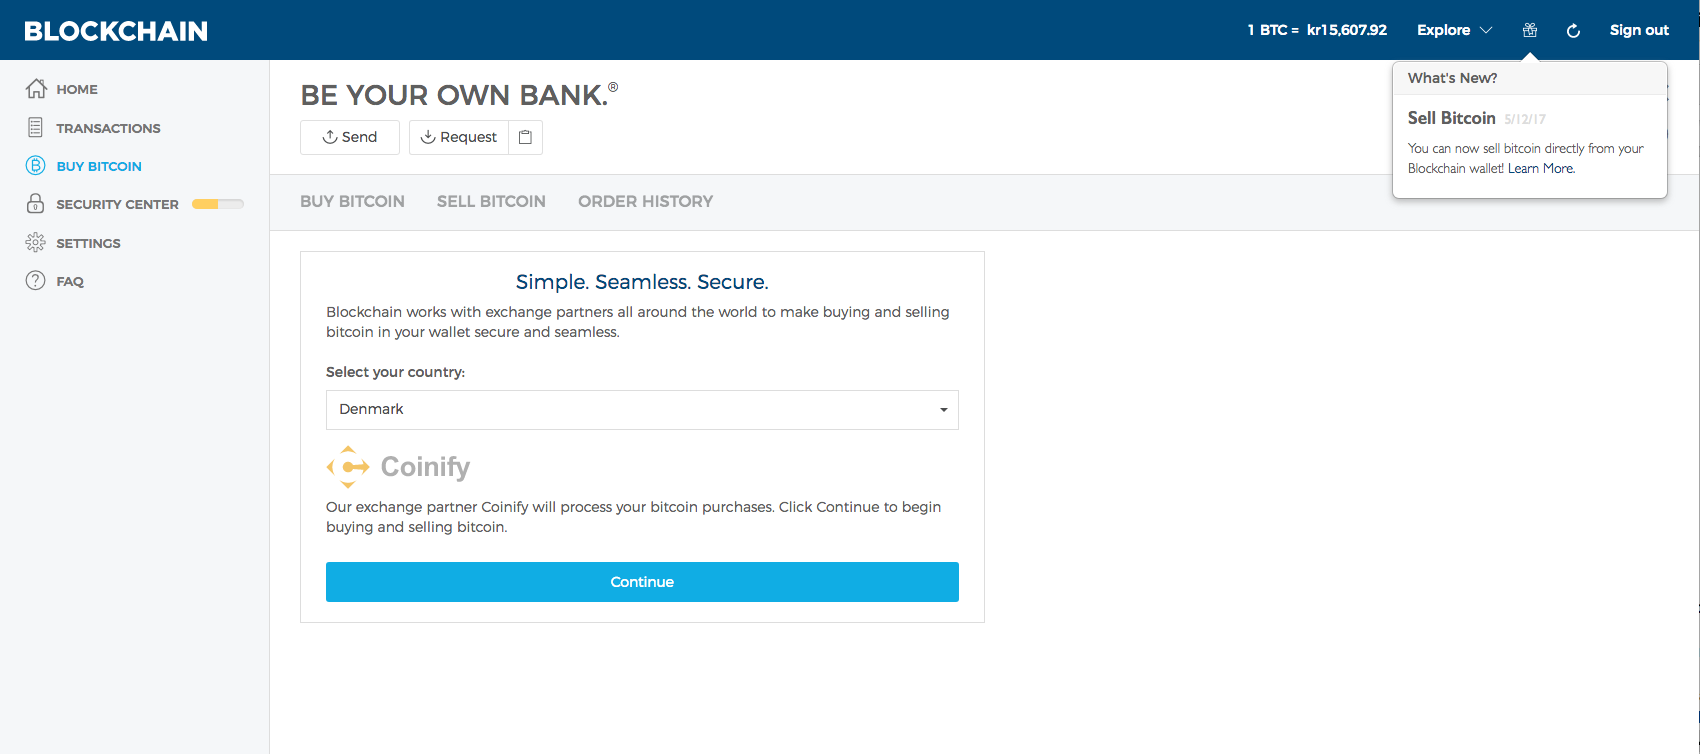 BLOCKCHAIN
1 BTC = kr15,607.92
Explore
Sign out
HOME
TRANSACTIONS
BUY BITCOIN
SECURITY CENTER
SETTINGS
FAQ
BE YOUR OWN BANK.®
Send
Request
What's New?
Sell Bitcoin 5/12/17
You can now sell bitcoin directly from your
Blockchain wallet! Learn More.
BUY BITCOIN
SELL BITCOIN
ORDER HISTORY
Simple. Seamless. Secure.
Blockchain works with exchange partners all around the world to make buying and selling
bitcoin in your wallet secure and seamless.
Select your country:
Denmark
Coinify
Our exchange partner Coinify will process your bitcoin purchases. Click Continue to begin
buying and selling bitcoin.
Continue